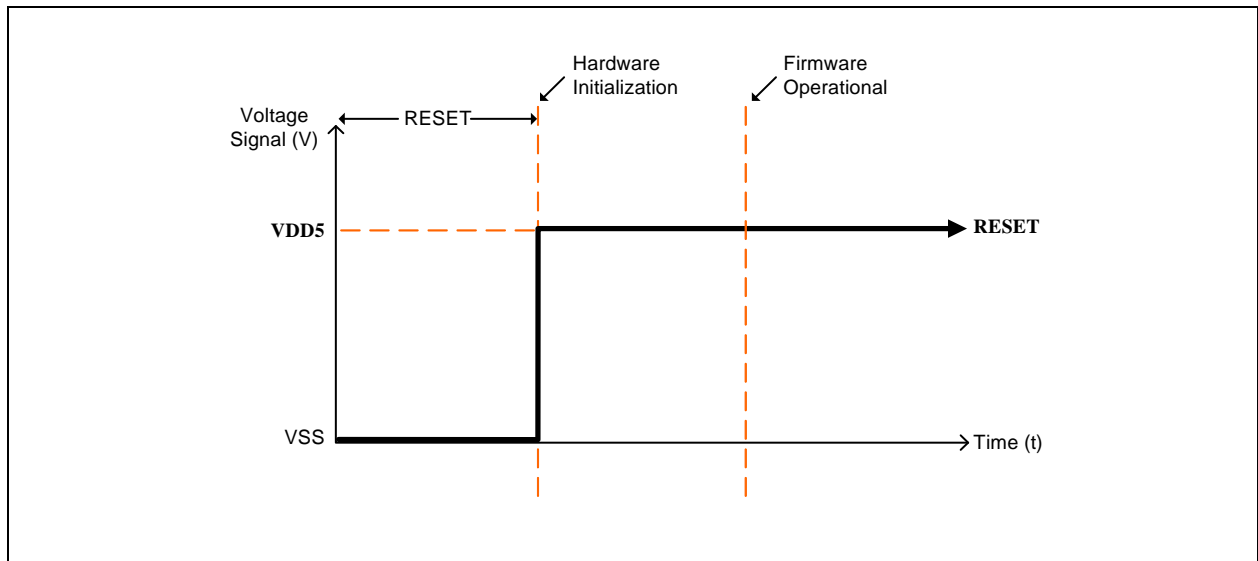 Hardware
Initialization
Firmware
Operational
Voltage
Signal (V)
RESET
VDD5
RESET
VSS
Time (t)